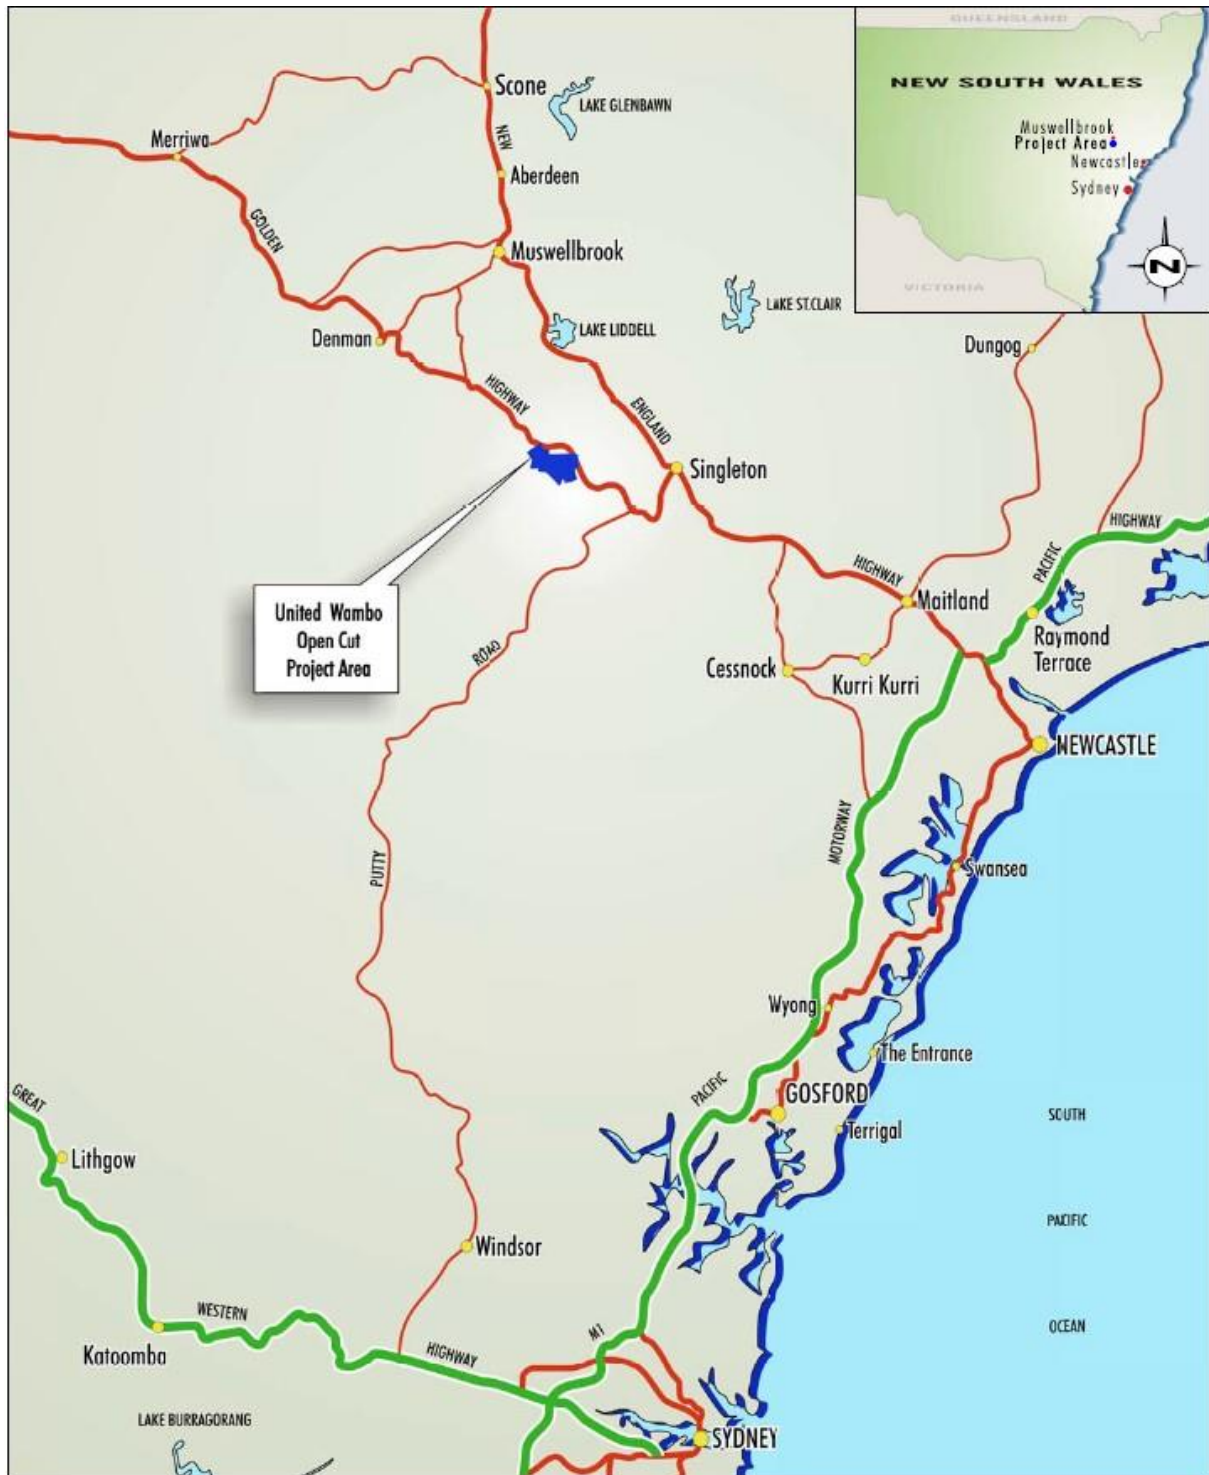 QUEENSLAND
NEW SOUTH WALES
Muswellbrook
Project Area
Newcastle
Sydney
VICTORIA
N
Scone
LAKE GLENBAWN
NEW
Merriwa
Aberdeen
GOLDEN
Muswellbrook
LAKE ST.CLAIR
LAKE LIDDELL
Denman
Dungog
HIGHWAY
ENGLAND
Singleton
HIGHWAY
PACIFIC
HIGHWAY
United Wambo
Open Cut
Project Area
Maitland
Raymond
Terrace
ROAD
Cessnock
Kurri Kurri
NEWCASTLE
MOTORWAY
PUTTY
Swansea
Wyong
The Entrance
PACIFIC
GOSFORD
GREAT
SOUTH
Terrigal
Lithgow
PACIFIC
Windsor
WESTERN
OCEAN
M1
HIGHWAY
Katoomba
LAKE BURRAGORANG
SYDNEY